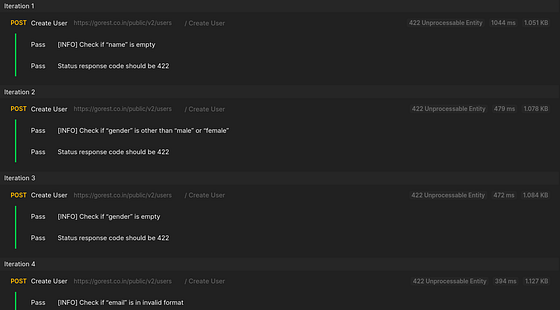 Iteration 1
POST Create User https://gorest.co.in/public/v2/users / Create User 422 Unprocessable Entity 1044 ms 1.051 KB
Pass [INFO] Check if “name” is empty
Pass Status response code should be 422
Iteration 2
POST Create User https://gorest.co.in/public/v2/users / Create User 422 Unprocessable Entity 479 ms 1.078 KB
Pass [INFO] Check if “gender” is other than “male” or “female”
Pass Status response code should be 422
Iteration 3
POST Create User https://gorest.co.in/public/v2/users / Create User 422 Unprocessable Entity 472 ms 1.084 KB
Pass [INFO] Check if “gender” is empty
Pass Status response code should be 422
Iteration 4
POST Create User https://gorest.co.in/public/v2/users / Create User 422 Unprocessable Entity 394 ms 1.127 KB
Pass [INFO] Check if “email” is in invalid format